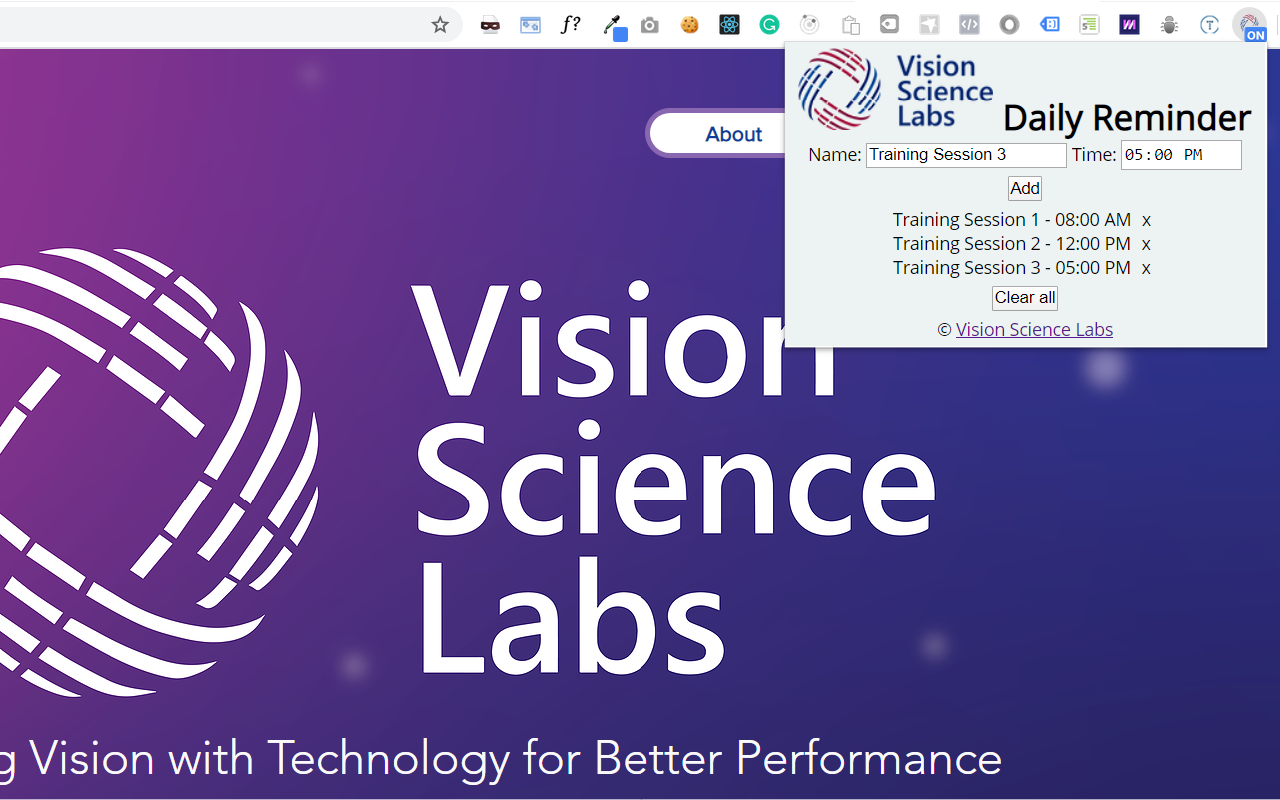 f?
T
ON
About
Vision
Science
Labs
Daily Reminder
Name: Training Session 3 Time: 05:00 PM
Add
Training Session 1 - 08:00 AM x
Training Session 2 - 12:00 PM x
Training Session 3 - 05:00 PM x
Clear all
© Vision Science Labs
Vision
Science
Labs
g Vision with Technology for Better Performance